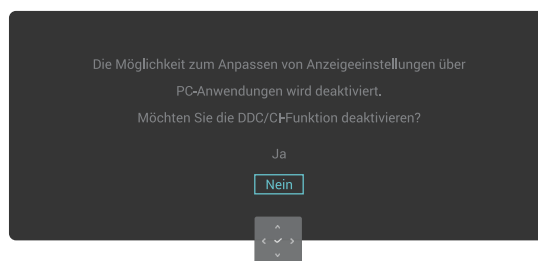 Die Möglichkeit zum Anpassen von Anzeigeeinstellungen über
PC-Anwendungen wird deaktiviert.
Möchten Sie die DDC/CI-Funktion deaktivieren?
Ja
Nein